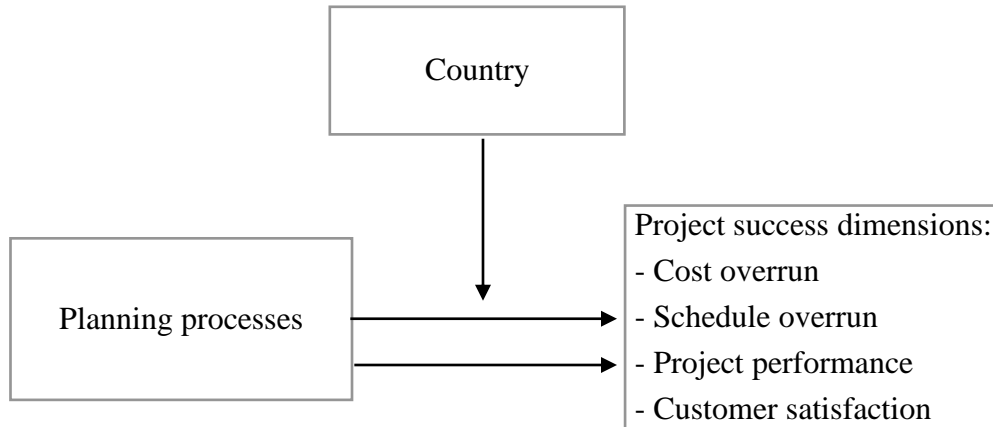 Country
Planning processes
Project success dimensions:
- Cost overrun
- Schedule overrun
- Project performance
- Customer satisfaction